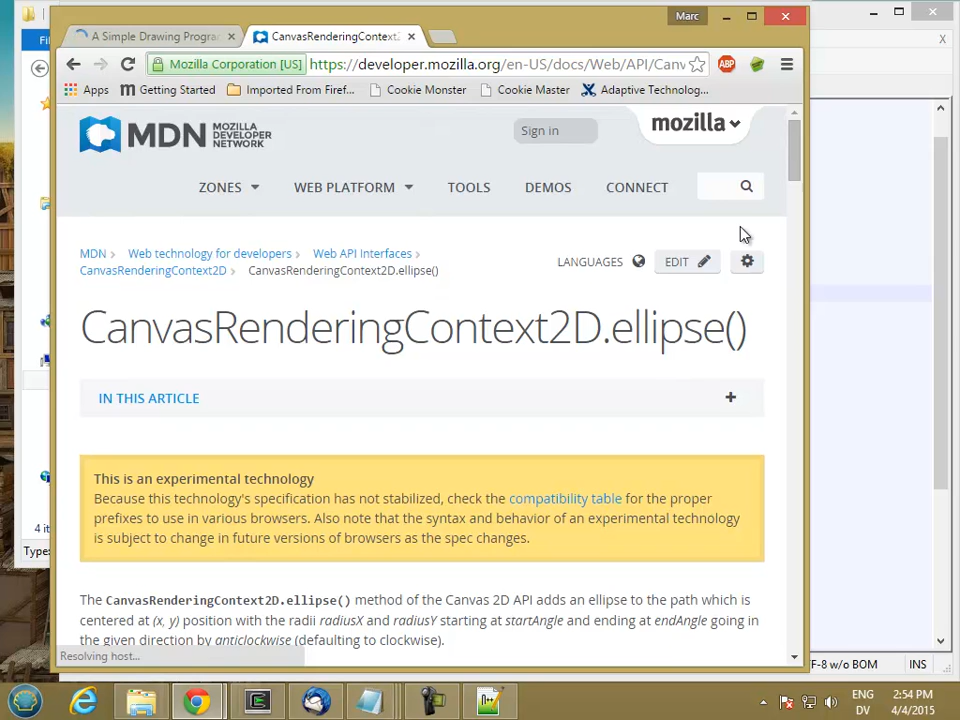 Marc
A Simple Drawing Progra
CanvasRenderingContext
Fi
Mozilla Corporation [US]
https://developer.mozilla.org/en-US/docs/Web/API/Canv
ABP
Apps
Getting Started
Imported From Firef...
Cookie Monster
Cookie Master
Adaptive Technolog...
MDN MOZILLA DEVELOPER NETWORK
Sign in
mozilla
ZONES
WEB PLATFORM
TOOLS
DEMOS
CONNECT
MDN
Web technology for developers
Web API Interfaces
CanvasRenderingContext2D
CanvasRenderingContext2D.ellipse()
LANGUAGES
EDIT
CanvasRenderingContext2D.ellipse()
IN THIS ARTICLE
This is an experimental technology
Because this technology's specification has not stabilized, check the compatibility table for the proper
prefixes to use in various browsers. Also note that the syntax and behavior of an experimental technology
is subject to change in future versions of browsers as the spec changes.
The CanvasRenderingContext2D.ellipse() method of the Canvas 2D API adds an ellipse to the path which is
centered at (x, y) position with the radii radiusX and radiusY starting at startAngle and ending at endAngle going in
the given direction by anticlockwise (defaulting to clockwise).
Resolving host...
4 it
Type:
F-8 w/o BOM
INS
ENG
DV
2:54 PM
4/4/2015